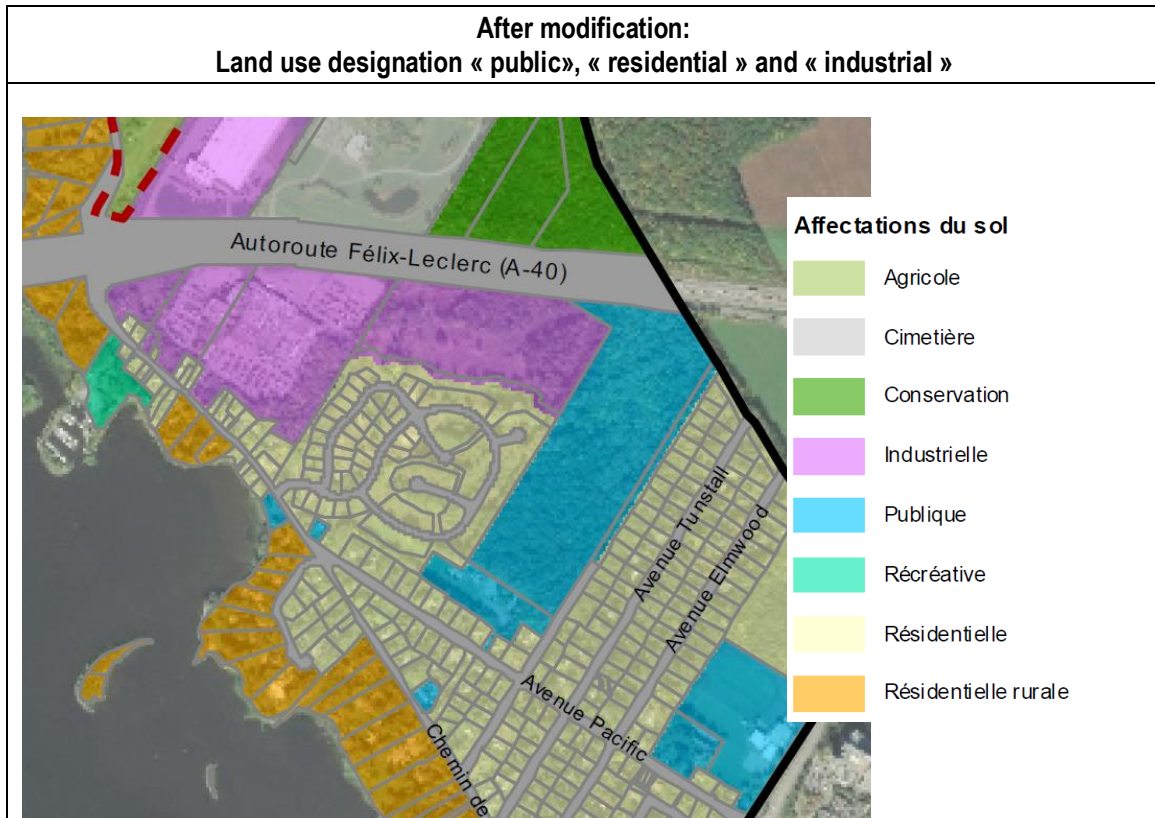 After modification:
Land use designation « public», « residential » and « industrial »
Autoroute Félix-Leclerc (A-40)
Avenue Tunstall
Avenue Elmwood
Avenue Pacific
Chemin de
Affectations du sol
Agricole
Cimetière
Conservation
Industrielle
Publique
Récréative
Résidentielle
Résidentielle rurale